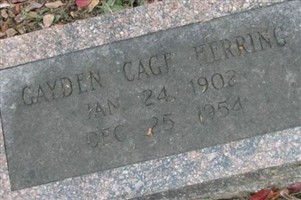 GAYDEN CAGE HERRING
JAN 24, 1902
DEC 25, 1954